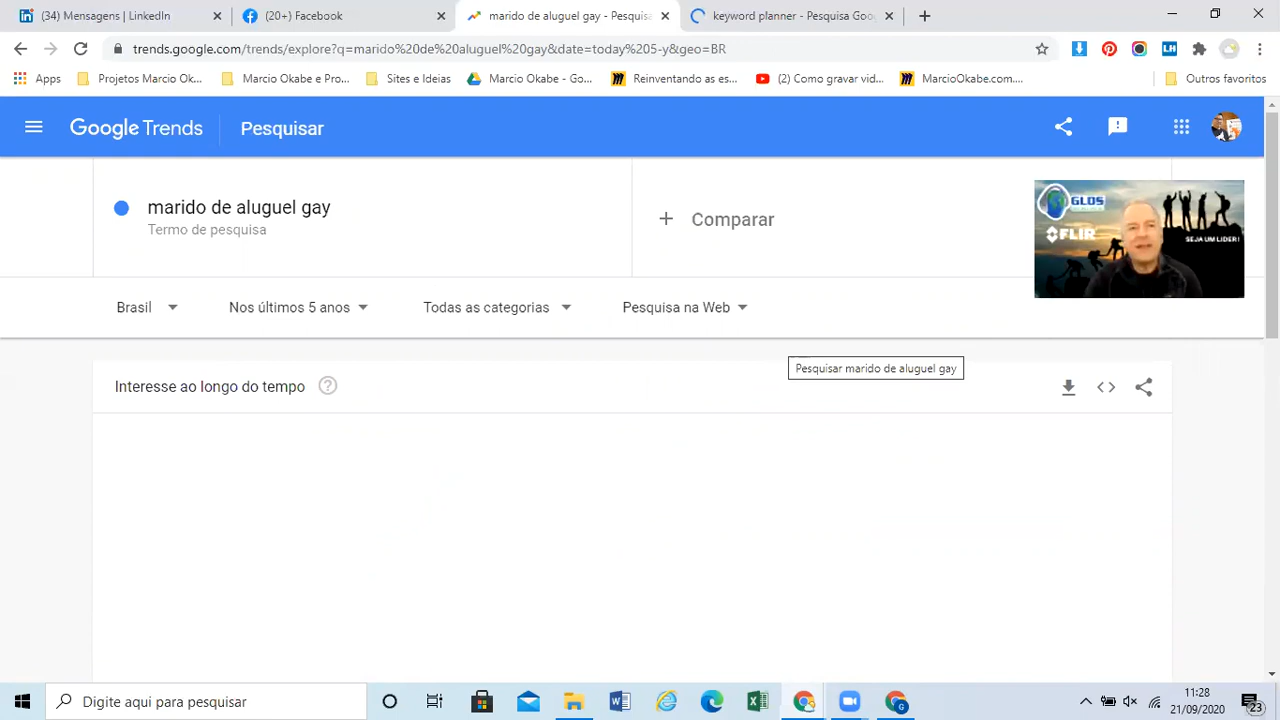 (34) Mensagens | LinkedIn
(20+) Facebook
marido de aluguel gay - Pesquisa
keyword planner - Pesquisa Goo
trends.google.com/trends/explore?q=marido%20de%20aluguel%20gay&date=today%205-y&geo=BR
Apps
Projetos Marcio Ok...
Marcio Okabe e Pro...
Sites e Ideias
Marcio Okabe - Go...
Reinventando as es...
(2) Como gravar vid...
MarcioOkabe.com....
Outros favoritos
Google Trends
Pesquisar
marido de aluguel gay
Termo de pesquisa
+ Comparar
GLOS
FLIR
SEJA UM LIDER!
Brasil
Nos últimos 5 anos
Todas as categorias
Pesquisa na Web
Pesquisar marido de aluguel gay
Interesse ao longo do tempo
Digite aqui para pesquisar
11:28
21/09/2020
23